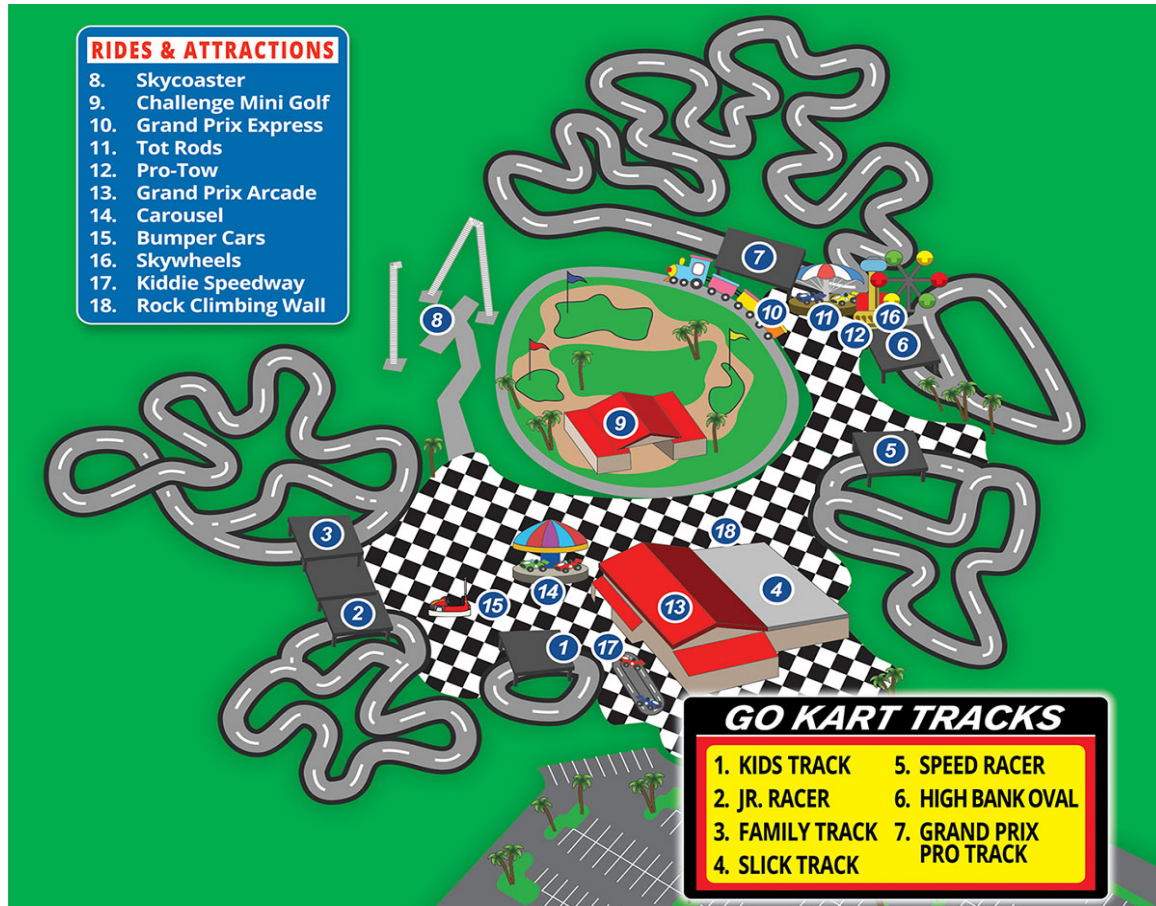 RIDES & ATTRACTIONS
8. Skycoaster
9. Challenge Mini Golf
10. Grand Prix Express
11. Tot Rods
12. Pro-Tow
13. Grand Prix Arcade
14. Carousel
15. Bumper Cars
16. Skywheels
17. Kiddie Speedway
18. Rock Climbing Wall
7
8
10
11
16
12
6
9
5
3
18
2
15
14
13
4
1
17
GO KART TRACKS
1. KIDS TRACK
2. JR. RACER
3. FAMILY TRACK
4. SLICK TRACK
5. SPEED RACER
6. HIGH BANK OVAL
7. GRAND PRIX
PRO TRACK